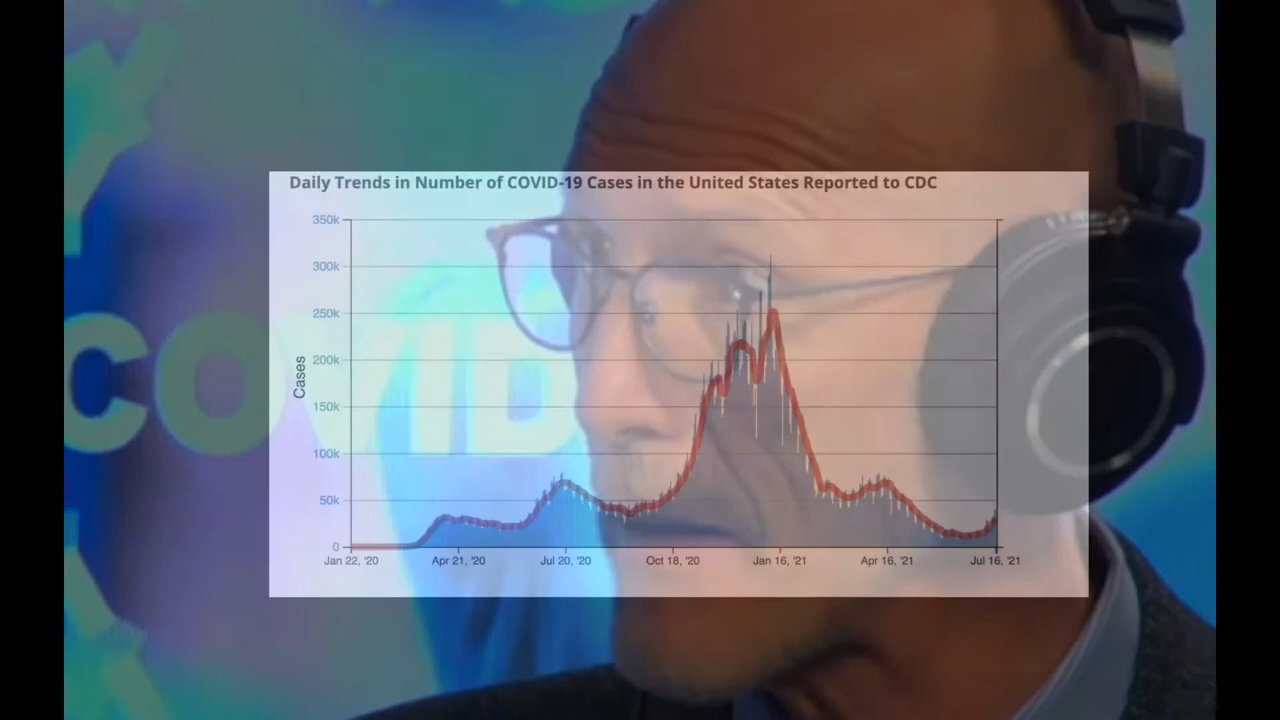 Daily Trends in Number of COVID-19 Cases in the United States Reported to CDC
350k
300k
250k
200k
150k
100k
50k
0
Cases
Jan 22, '20
Apr 21, '20
Jul 20, '20
Oct 18, '20
Jan 16, '21
Apr 16, '21
Jul 16, '21
COVID